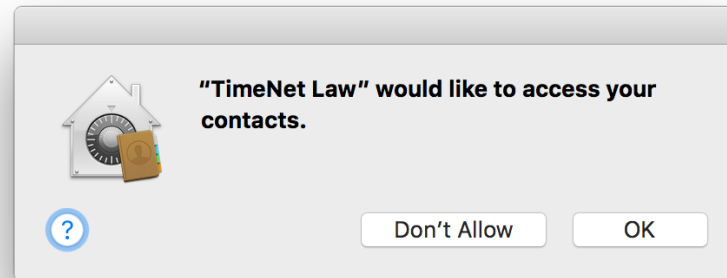 “TimeNet Law” would like to access your
contacts.
?
Don’t Allow
OK